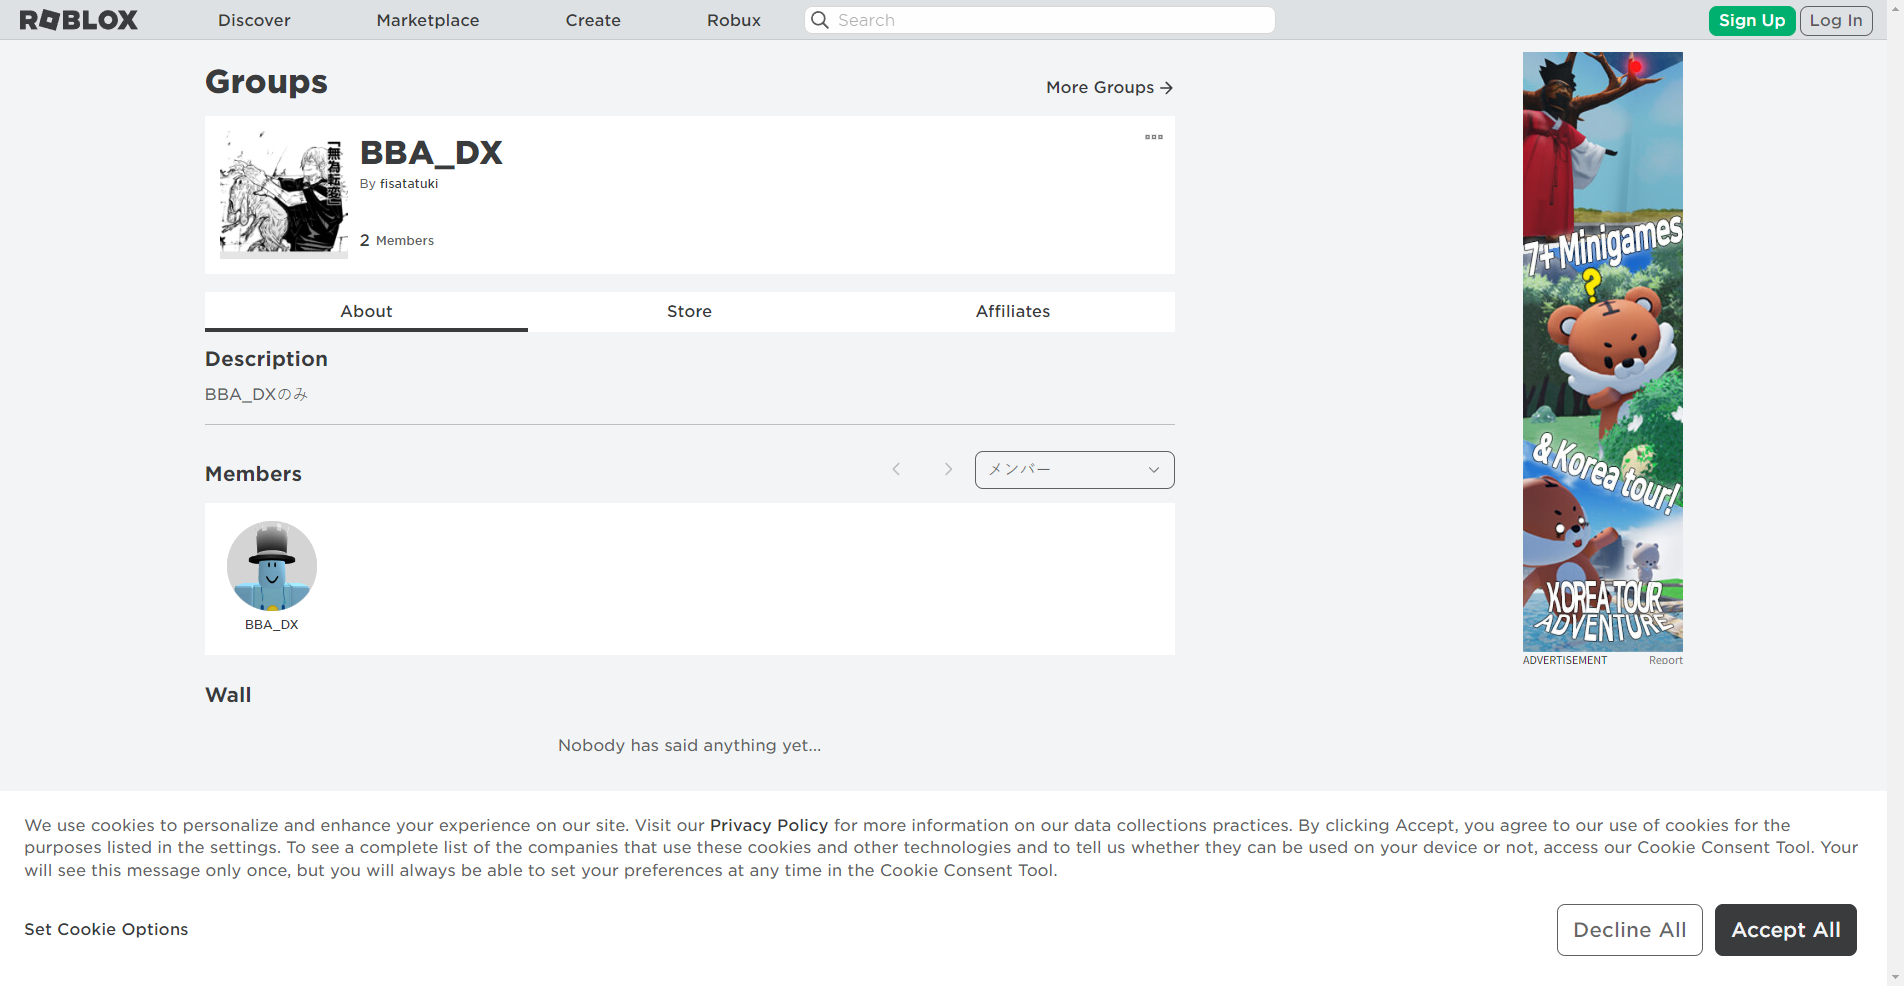 ROBLOX
Discover
Marketplace
Create
Robux
Search
Sign Up
Log In
Groups
More Groups
BBA_DX
By fisatatuki
2 Members
『無為転変』
About
Store
Affiliates
Description
BBA_DXのみ
Members
メンバー
BBA_DX
Wall
Nobody has said anything yet...
7+ Minigames
?
& Korea tour!
KOREA TOUR
ADVENTURE
ADVERTISEMENT
Report
We use cookies to personalize and enhance your experience on our site. Visit our Privacy Policy for more information on our data collections practices. By clicking Accept, you agree to our use of cookies for the
purposes listed in the settings. To see a complete list of the companies that use these cookies and other technologies and to tell us whether they can be used on your device or not, access our Cookie Consent Tool. Your
will see this message only once, but you will always be able to set your preferences at any time in the Cookie Consent Tool.
Set Cookie Options
Decline All
Accept All